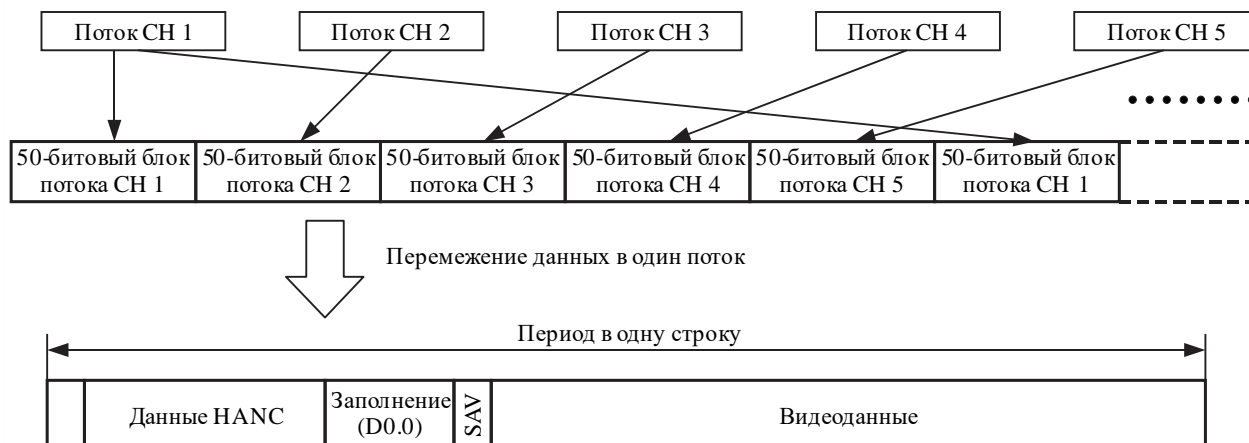 Поток CH 1
Поток CH 2
Поток CH 3
Поток CH 4
Поток CH 5
50-битовый блок
потока CH 1
50-битовый блок
потока CH 2
50-битовый блок
потока CH 3
50-битовый блок
потока CH 4
50-битовый блок
потока CH 5
50-битовый блок
потока CH 1
Перемежение данных в один поток
Период в одну строку
Данные HANC
Заполнение
(D0.0)
SAV
Видеоданные